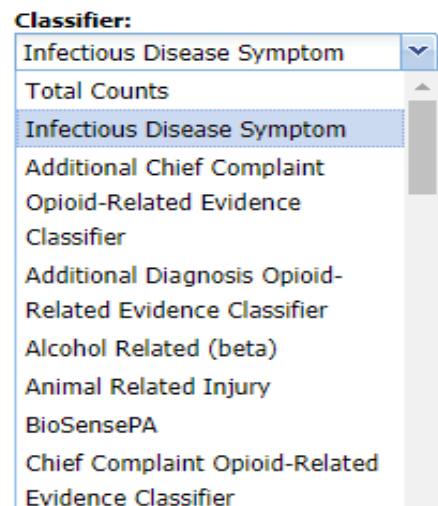 Classifier:
Infectious Disease Symptom
Total Counts
Infectious Disease Symptom
Additional Chief Complaint
Opioid-Related Evidence
Classifier
Additional Diagnosis Opioid-
Related Evidence Classifier
Alcohol Related (beta)
Animal Related Injury
BioSensePA
Chief Complaint Opioid-Related
Evidence Classifier